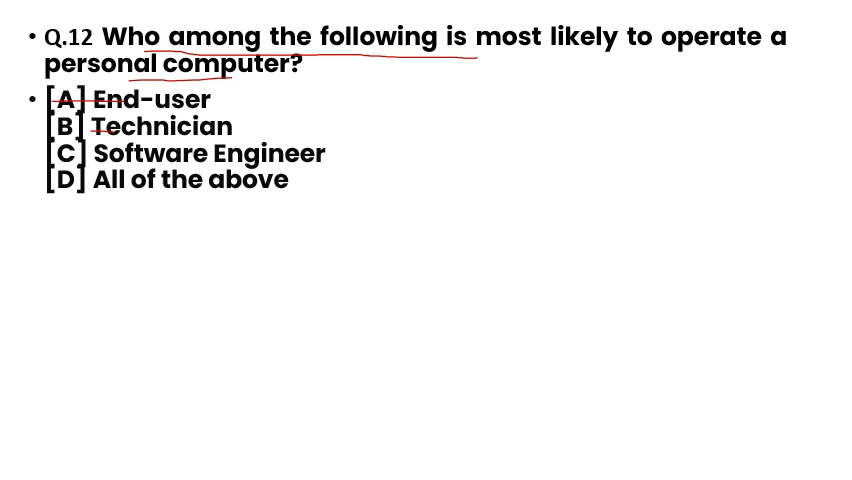 • Q.12 Who among the following is most likely to operate a
personal computer?
• [A] End-user
[B] Technician
[C] Software Engineer
[D] All of the above